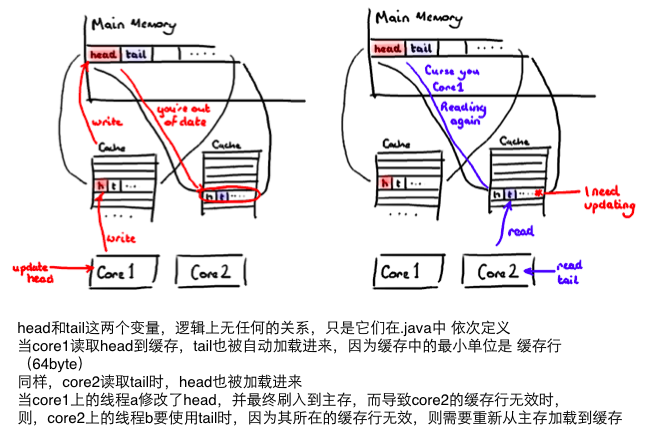 Main Memory
head tail .....
write
you're out
of date
Cache
Cache
h t ...
h t ....
.....
write
update
head
Core 1
Core 2
Main Memory
head tail .....
Curse you
Core1
Reading
again
Cache
Cache
h t ...
h t ....
.....
I need
updating
read
Core 1
Core 2
read
tail
head和tail这两个变量，逻辑上无任何的关系，只是它们在.java中 依次定义
当core1读取head到缓存，tail也被自动加载进来，因为缓存中的最小单位是 缓存行
（64byte）
同样，core2读取tail时，head也被加载进来
当core1上的线程a修改了head，并最终刷入到主存，而导致core2的缓存行无效时，
则，core2上的线程b要使用tail时，因为其所在的缓存行无效，则需要重新从主存加载到缓存